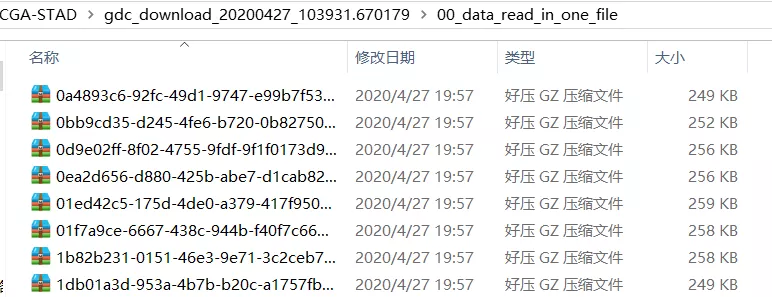 CGA-STAD > gdc_download_20200427_103931.670179 > 00_data_read_in_one_file
名称 修改日期 类型 大小
0a4893c6-92fc-49d1-9747-e99b7f53... 2020/4/27 19:57 好压 GZ 压缩文件 249 KB
0bb9cd35-d245-4fe6-b720-0b82750... 2020/4/27 19:57 好压 GZ 压缩文件 252 KB
0d9e02ff-8f02-4755-9fdf-9f1f0173d9... 2020/4/27 19:57 好压 GZ 压缩文件 256 KB
0ea2d656-d880-425b-abe7-d1cab82... 2020/4/27 19:57 好压 GZ 压缩文件 256 KB
01ed42c5-175d-4de0-a379-417f950... 2020/4/27 19:57 好压 GZ 压缩文件 259 KB
01f7a9ce-6667-438c-944b-f40f7c66... 2020/4/27 19:57 好压 GZ 压缩文件 258 KB
1b82b231-0151-46e3-9e71-3c2ceb7... 2020/4/27 19:57 好压 GZ 压缩文件 258 KB
1db01a3d-953a-4b7b-b20c-a1757fb... 2020/4/27 19:57 好压 GZ 压缩文件 249 KB